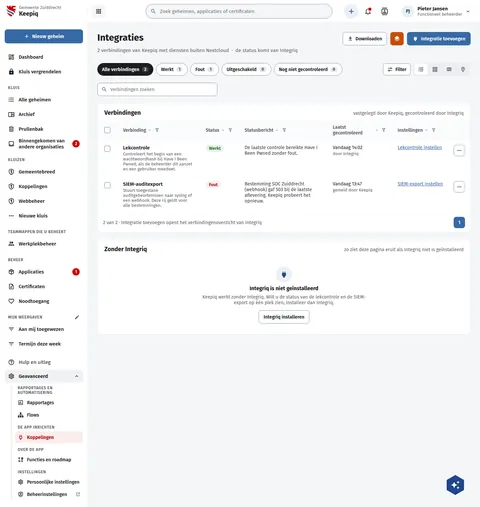 Gemeente Zuiddrecht
Keepiq
Zoek geheimen, applicaties of certificaten
PJ
Pieter Jansen
Functioneel beheerder
+ Nieuw geheim
Dashboard
Kluis vergrendelen
KLUIS
Alle geheimen
Archief
Prullenbak
Binnengekomen van
andere organisaties
2
KLUIZEN
Gemeentebreed
Koppelingen
Webbeheer
Nieuwe kluis
TEAMMAPPEN DIE U BEHEERT
Werkplekbeheer
BEHEER
Applicaties
1
Certificaten
Noodtoegang
MIJN WEERGAVEN
Aan mij toegewezen
Termijn deze week
Hulp en uitleg
Geavanceerd
RAPPORTAGES EN
AUTOMATISERING
Rapportages
Flows
DE APP INRICHTEN
Koppelingen
OVER DE APP
Functies en roadmap
INSTELLINGEN
Persoonlijke instellingen
Beheerinstellingen
Integraties
2 verbindingen van Keepiq met diensten buiten Nextcloud · de status komt van Integriq
Downloaden
Integratie toevoegen
Alle verbindingen 2
Werkt 1
Fout 1
Uitgeschakeld 0
Nog niet gecontroleerd 0
Filter
Verbindingen zoeken
Verbindingen
vastgelegd door Keepiq, gecontroleerd door Integriq
Verbinding
Status
Statusbericht
Laatst
gecontroleerd
Instellingen
Lekcontrole
Controleert het begin van een
wachtwoordhash bij Have I Been
Pwned, als de beheerder dit aanzet
en een gebruiker meedoet.
Werkt
De laatste controle bereikte Have I
Been Pwned zonder fout.
Vandaag 14:02
door Integriq
Lekcontrole instellen
SIEM-auditexport
Stuurt toegestane
auditgebeurtenissen naar syslog of
een webhook. Deze rij geldt voor
alle bestemmingen.
Fout
Bestemming SOC Zuiddrecht
(webhook) gaf 503 bij de laatste
aflevering. Keepiq probeert het
opnieuw.
Vandaag 13:47
gemeld door Keepiq
SIEM-export instellen
2 van 2 · Integratie toevoegen opent het verbindingenoverzicht van Integriq
1
Zonder Integriq
zo ziet deze pagina eruit als Integriq niet is geïnstalleerd
Integriq is niet geïnstalleerd
Keepiq werkt zonder Integriq. Wilt u de status van de lekcontrole en de SIEM-
export op één plek zien, installeer dan Integriq.
Integriq installeren